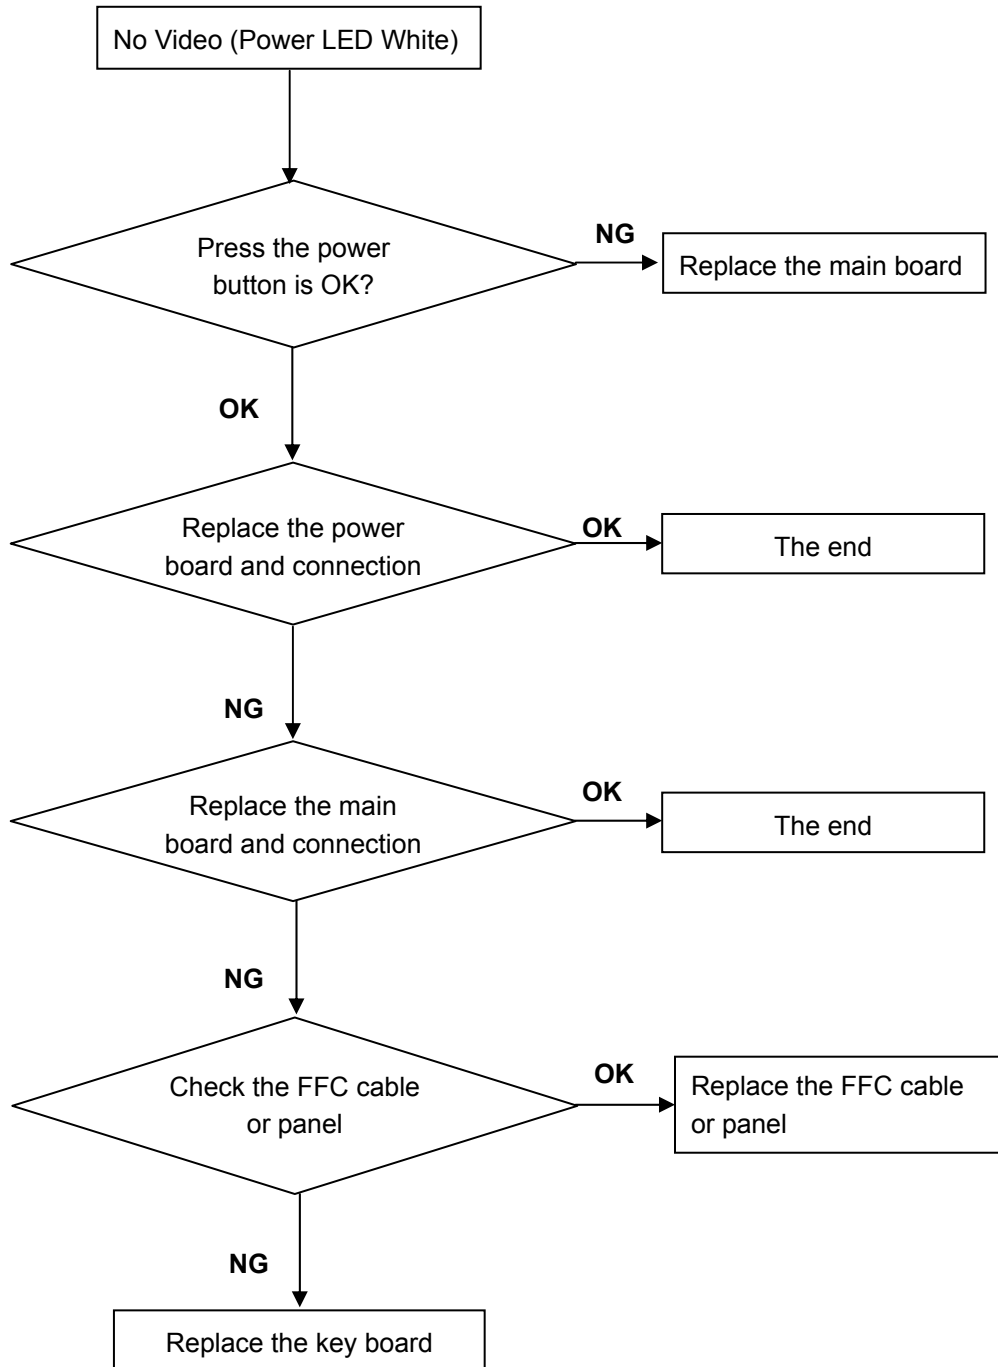 No Video (Power LED White)
Press the power
button is OK?
NG
Replace the main board
OK
Replace the power
board and connection
OK
The end
NG
Replace the main
board and connection
OK
The end
NG
Check the FFC cable
or panel
OK
Replace the FFC cable
or panel
NG
Replace the key board